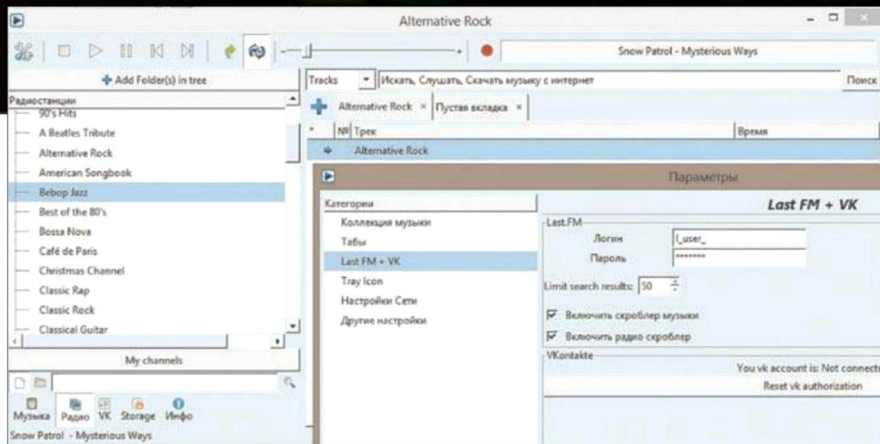 Alternative Rock
Snow Patrol - Mysterious Ways
Add Folder(s) in tree
Tracks
Искать, Слушать, Скачать музыку с интернет
Поиск
Радиостанции
Alternative Rock
Пустая вкладка
90's Hits
A Beatles Tribute
Alternative Rock
American Songbook
Bebop Jazz
Best of the 80's
Bossa Nova
Café de Paris
Christmas Channel
Classic Rap
Classic Rock
Classical Guitar
My channels
Музыка Радио VK Storage Инфо
Snow Patrol - Mysterious Ways
* № Трек Время
Alternative Rock
Параметры
Категории
Коллекция музыки
Табы
Last FM + VK
Tray Icon
Настройки Сети
Другие настройки
Last FM + VK
Last.FM
Логин l_user_
Пароль *******
Limit search results: 50
Включить скроблер музыки
Включить радио скроблер
VKontakte
You vk account is: Not connecte
Reset vk authorization